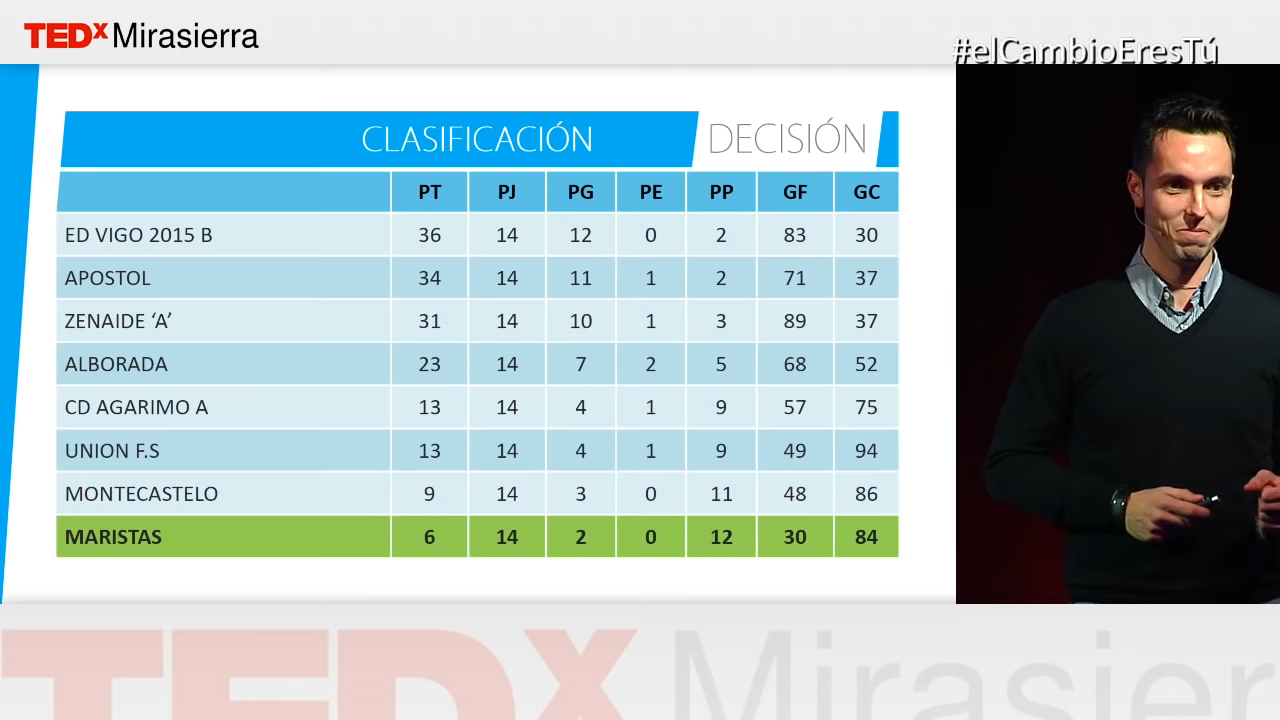 TEDx Mirasierra
#elCambioEresTú
CLASIFICACIÓN DECISIÓN
PT PJ PG PE PP GF GC
ED VIGO 2015 B 36 14 12 0 2 83 30
APOSTOL 34 14 11 1 2 71 37
ZENAIDE ‘A’ 31 14 10 1 3 89 37
ALBORADA 23 14 7 2 5 68 52
CD AGARIMO A 13 14 4 1 9 57 75
UNION F.S 13 14 4 1 9 49 94
MONTECASTELO 9 14 3 0 11 48 86
MARISTAS 6 14 2 0 12 30 84
TEDx Mirasier